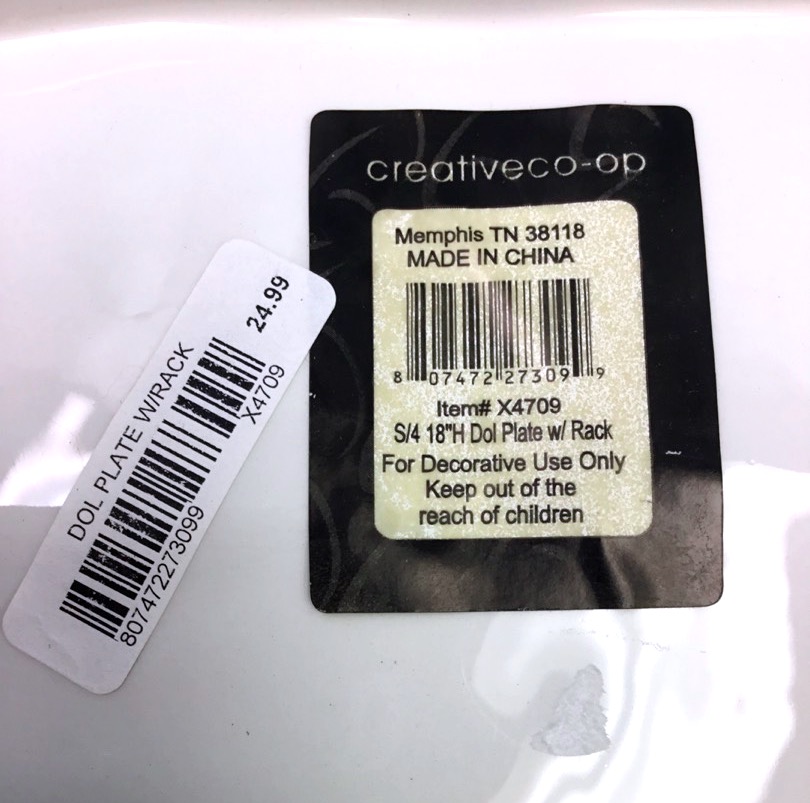 creativeco-op
Memphis TN 38118
MADE IN CHINA
8 07472 27309 9
Item# X4709
S/4 18"H Dol Plate w/ Rack
For Decorative Use Only
Keep out of the
reach of children
24.99
DOL PLATE W/RACK
X4709
807472273099